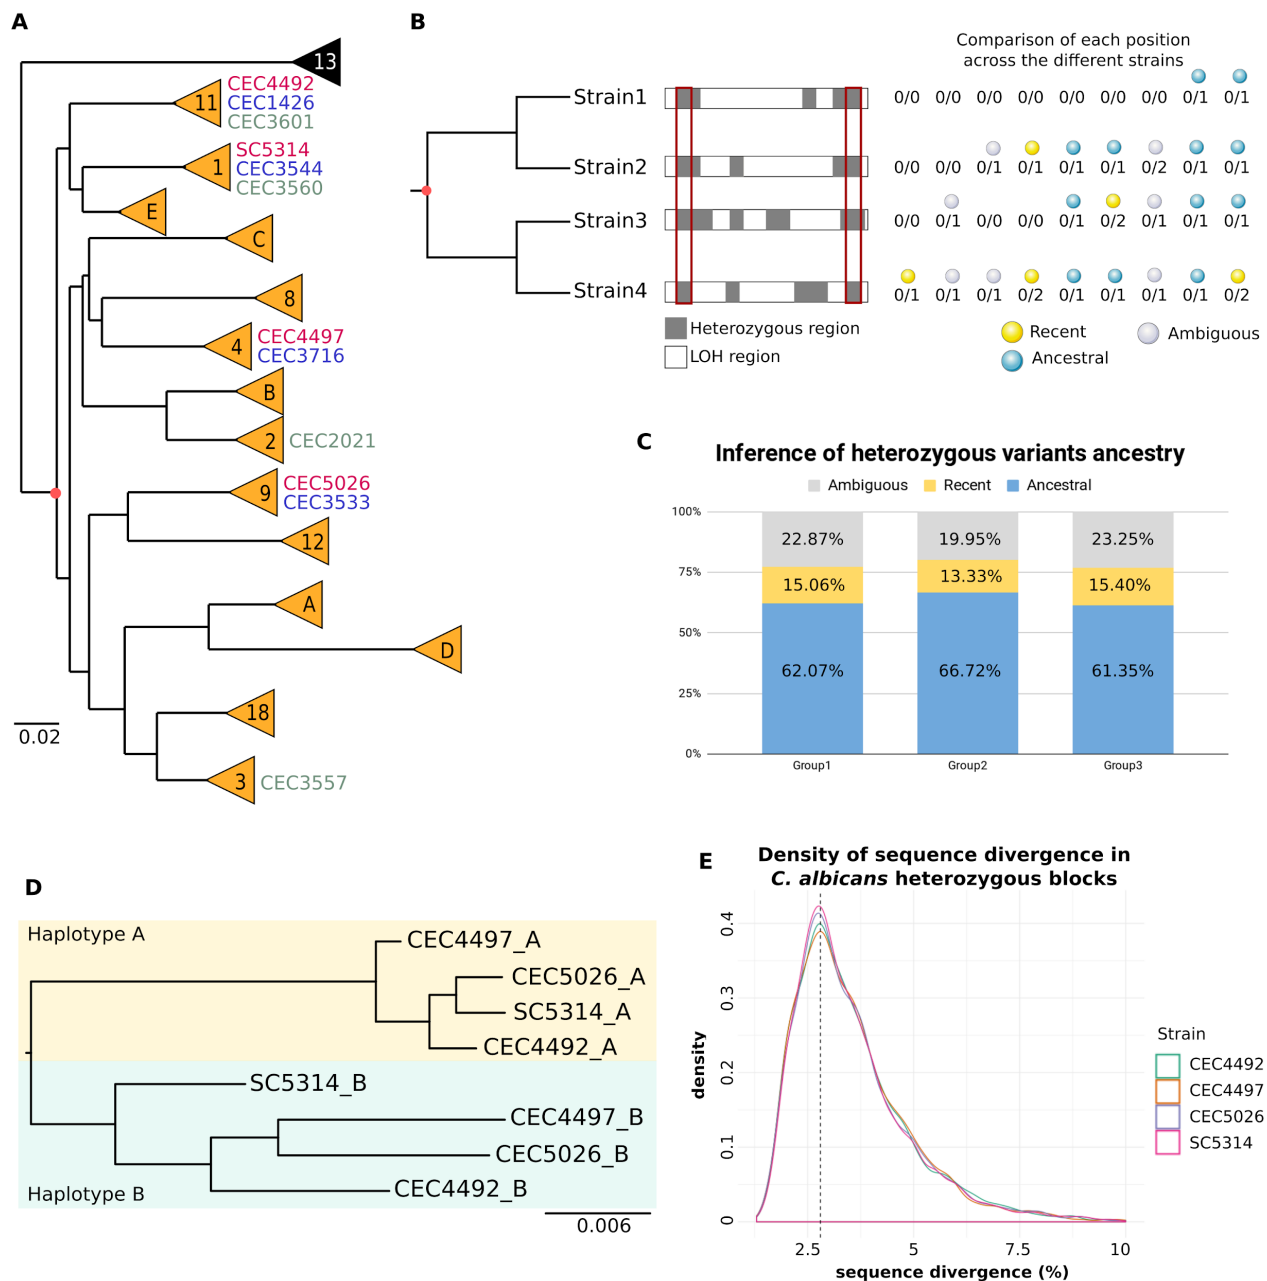 A
13
11
CEC4492
CEC1426
CEC3601
1
SC5314
CEC3544
CEC3560
E
C
8
4
CEC4497
CEC3716
B
2
CEC2021
9
CEC5026
CEC3533
12
A
D
18
3
CEC3557
0.02
B
Comparison of each position
across the different strains
Strain1
0/0 0/0 0/0 0/0 0/0 0/0 0/0 0/1 0/1
Strain2
0/0 0/0 0/1 0/1 0/1 0/1 0/2 0/1 0/1
Strain3
0/0 0/1 0/0 0/0 0/1 0/2 0/1 0/1 0/1
Strain4
0/1 0/1 0/1 0/2 0/1 0/1 0/1 0/1 0/2
Heterozygous region
LOH region
Recent
Ambiguous
Ancestral
C
Inference of heterozygous variants ancestry
Ambiguous Recent Ancestral
100%
75%
50%
25%
0%
22.87% 19.95% 23.25%
15.06% 13.33% 15.40%
62.07% 66.72% 61.35%
Group1 Group2 Group3
D
Haplotype A
CEC4497_A
CEC5026_A
SC5314_A
CEC4492_A
SC5314_B
CEC4497_B
CEC5026_B
CEC4492_B
Haplotype B
0.006
E
Density of sequence divergence in
C. albicans heterozygous blocks
density
0.4
0.3
0.2
0.1
0
2.5 5 7.5 10
sequence divergence (%)
Strain
CEC4492
CEC4497
CEC5026
SC5314